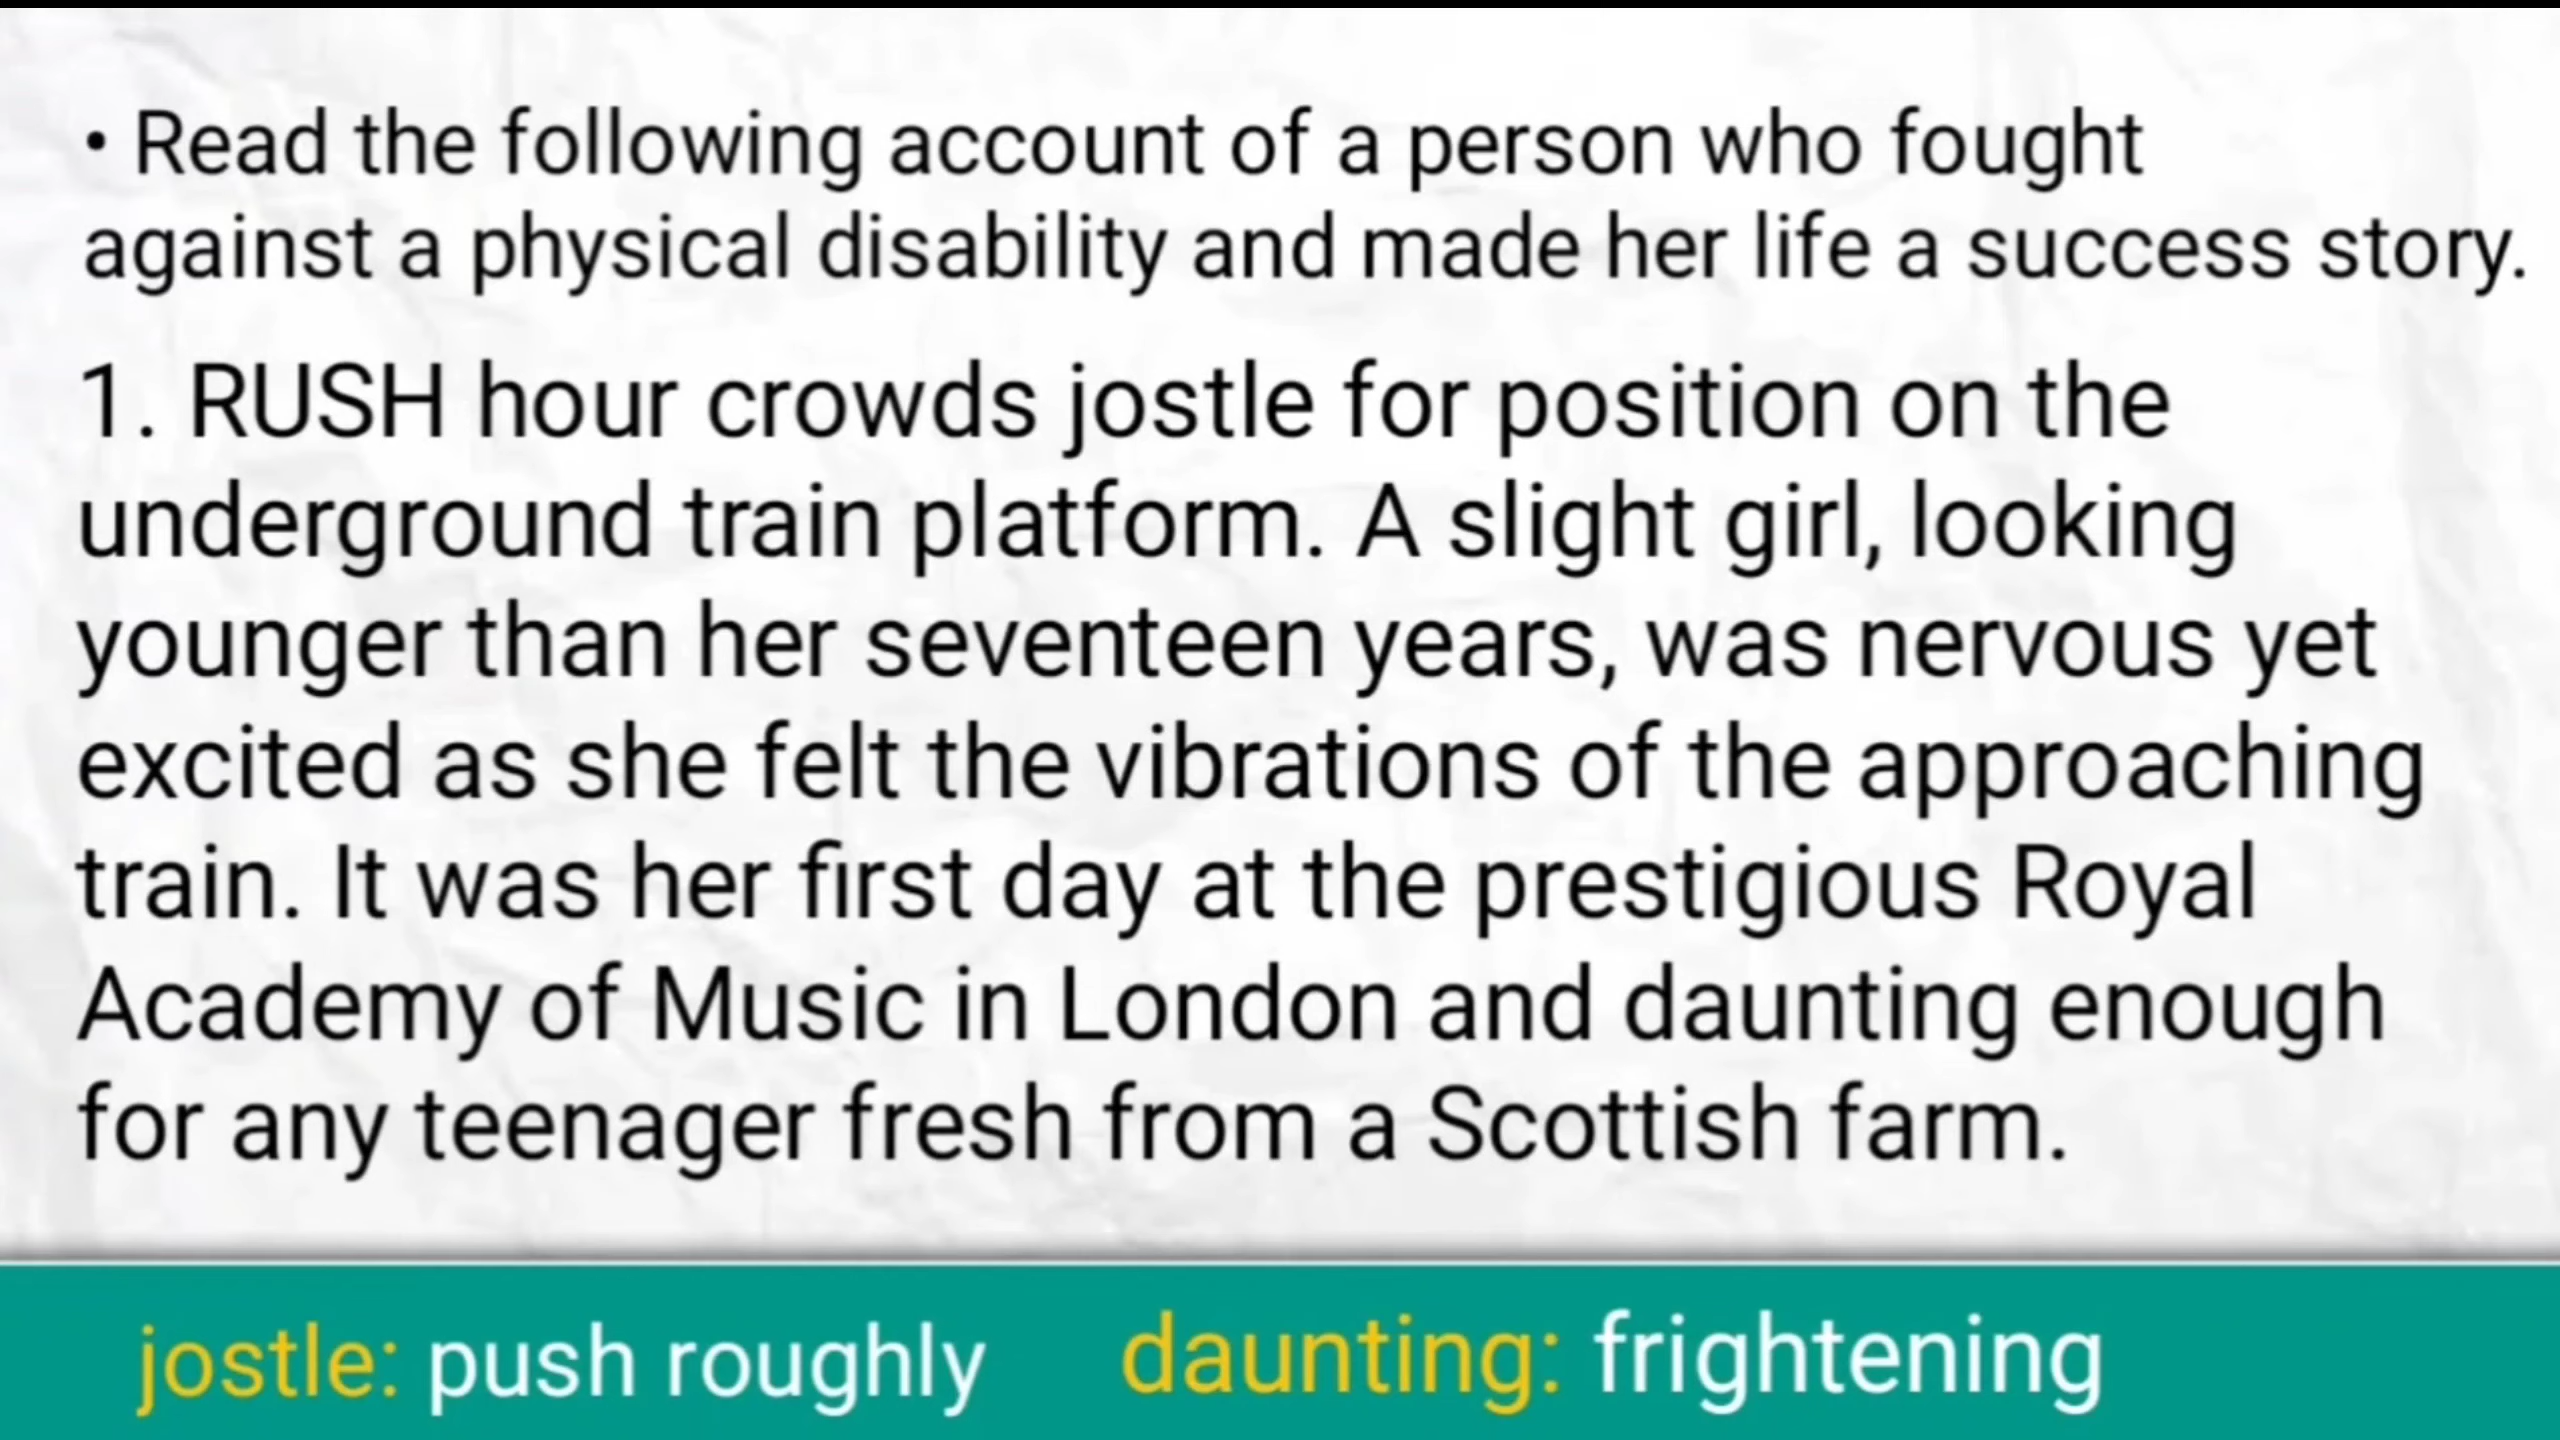 • Read the following account of a person who fought
against a physical disability and made her life a success story.
1. RUSH hour crowds jostle for position on the
underground train platform. A slight girl, looking
younger than her seventeen years, was nervous yet
excited as she felt the vibrations of the approaching
train. It was her first day at the prestigious Royal
Academy of Music in London and daunting enough
for any teenager fresh from a Scottish farm.
jostle: push roughly daunting: frightening